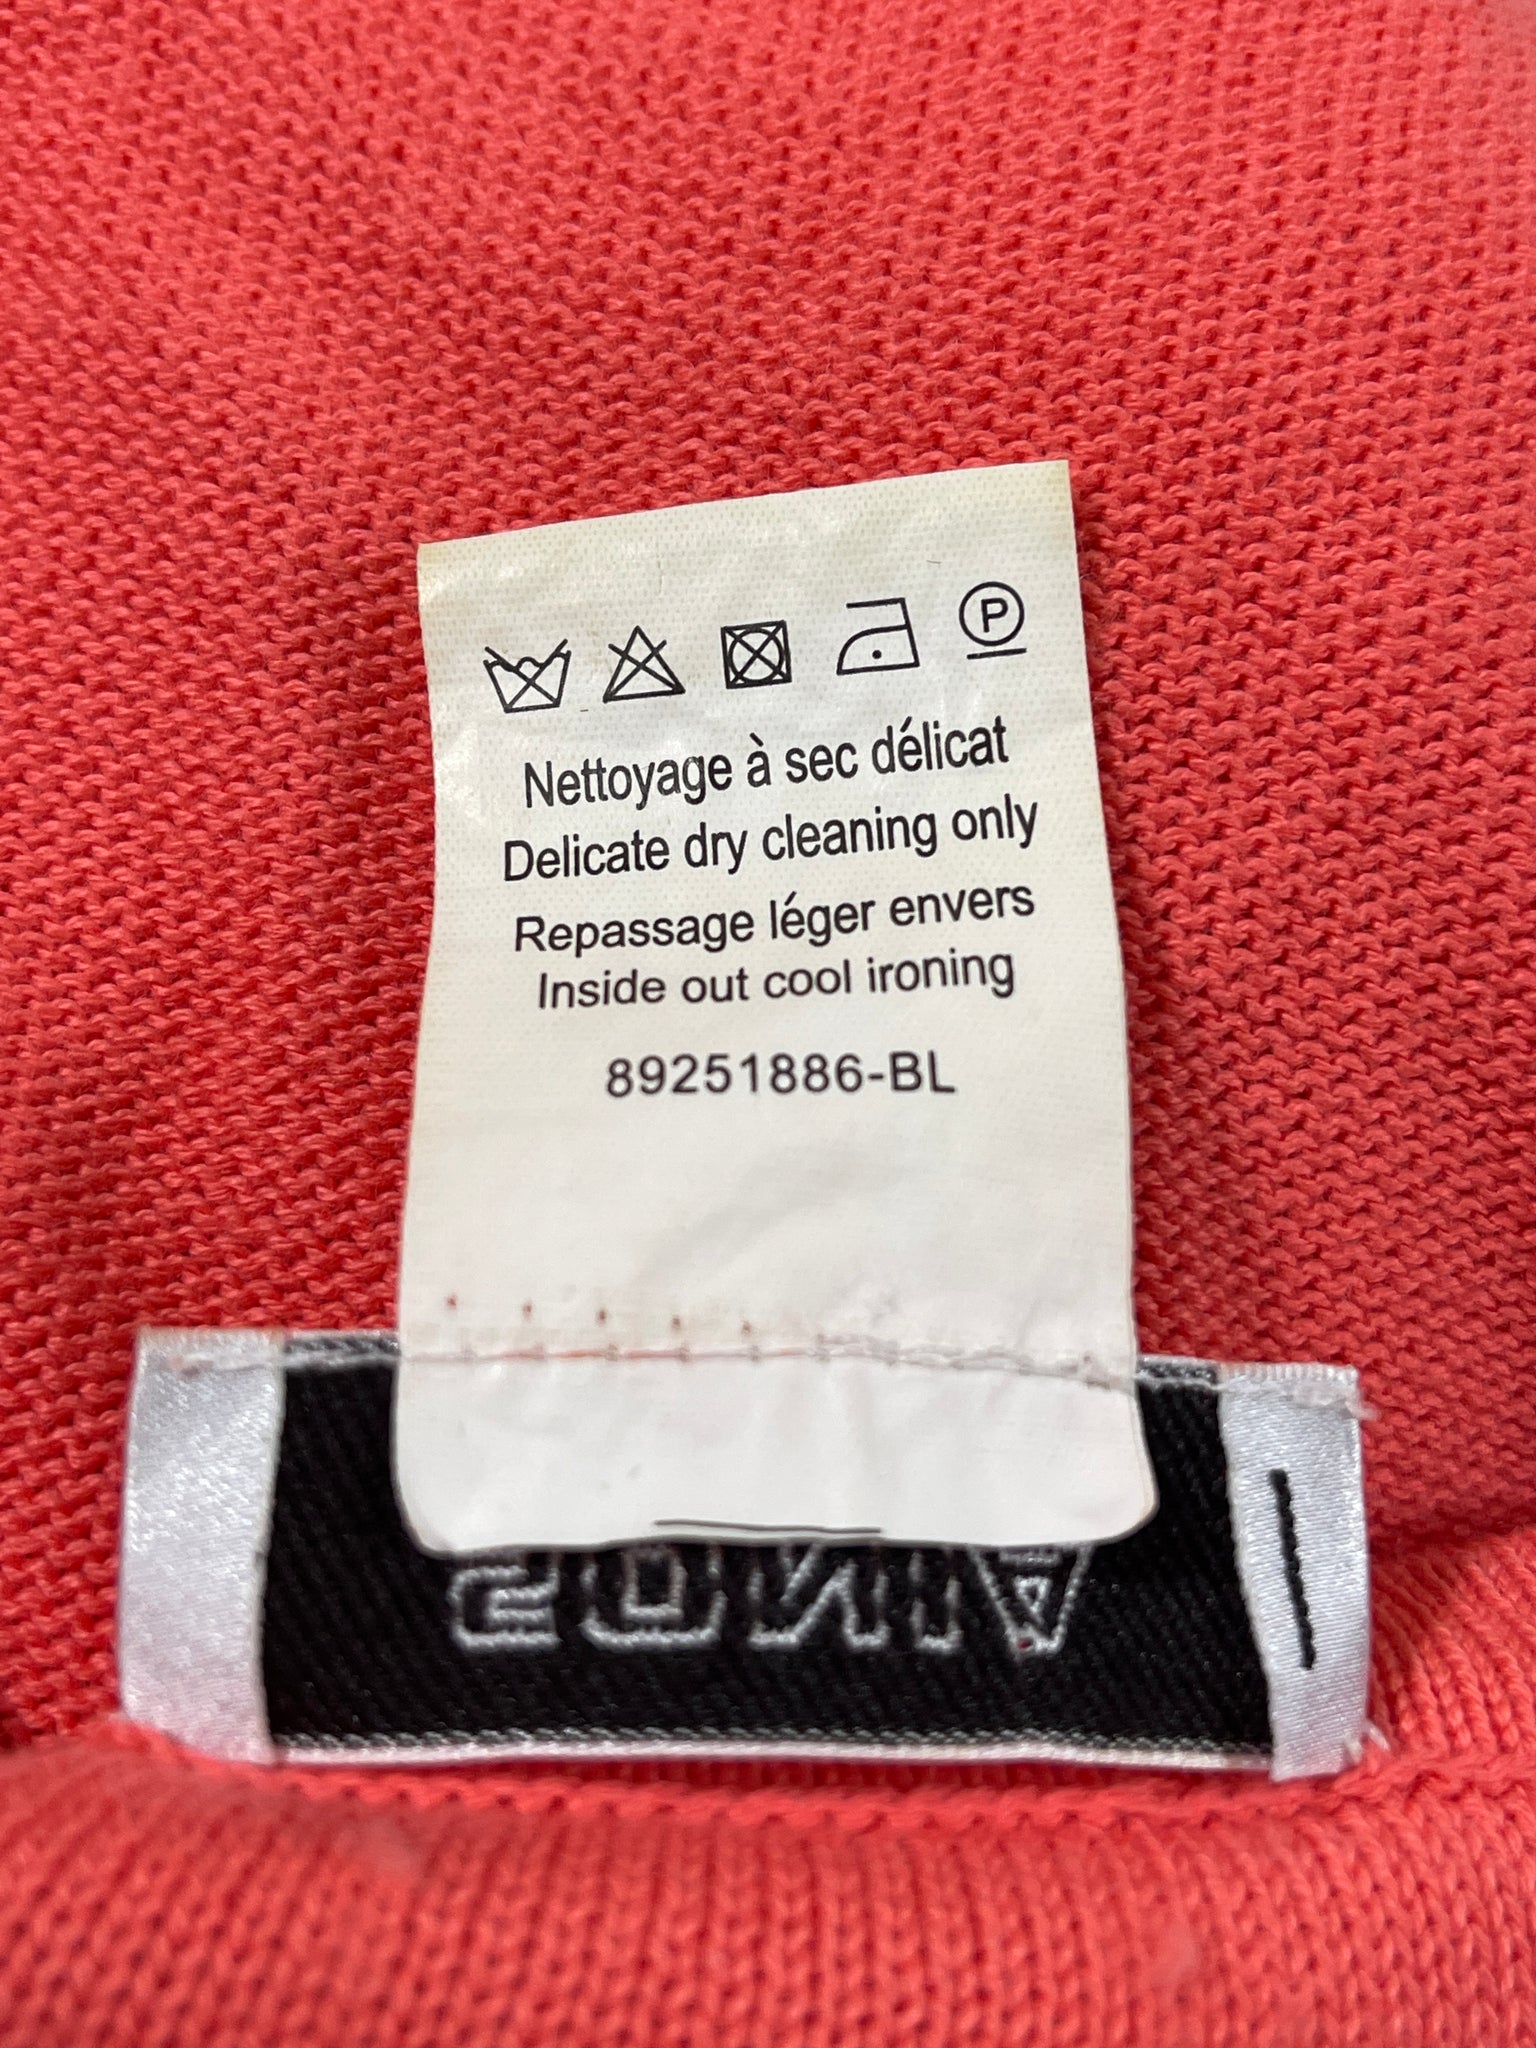 P
Nettoyage à sec délicat
Delicate dry cleaning only
Repassage léger envers
Inside out cool ironing
89251886-BL